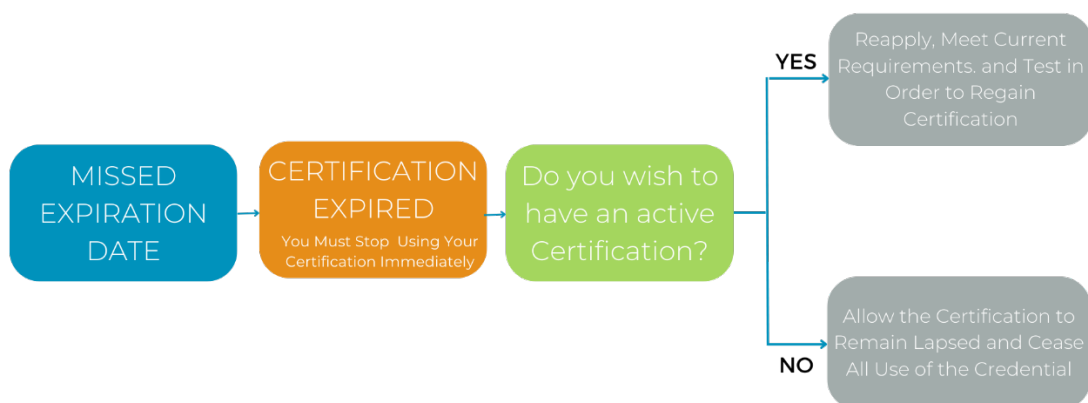 MISSED
EXPIRATION
DATE
CERTIFICATION
EXPIRED
You Must Stop Using Your
Certification Immediately
Do you wish to
have an active
Certification?
YES
Reapply, Meet Current
Requirements. and Test in
Order to Regain
Certification
NO
Allow the Certification to
Remain Lapsed and Cease
All Use of the Credential